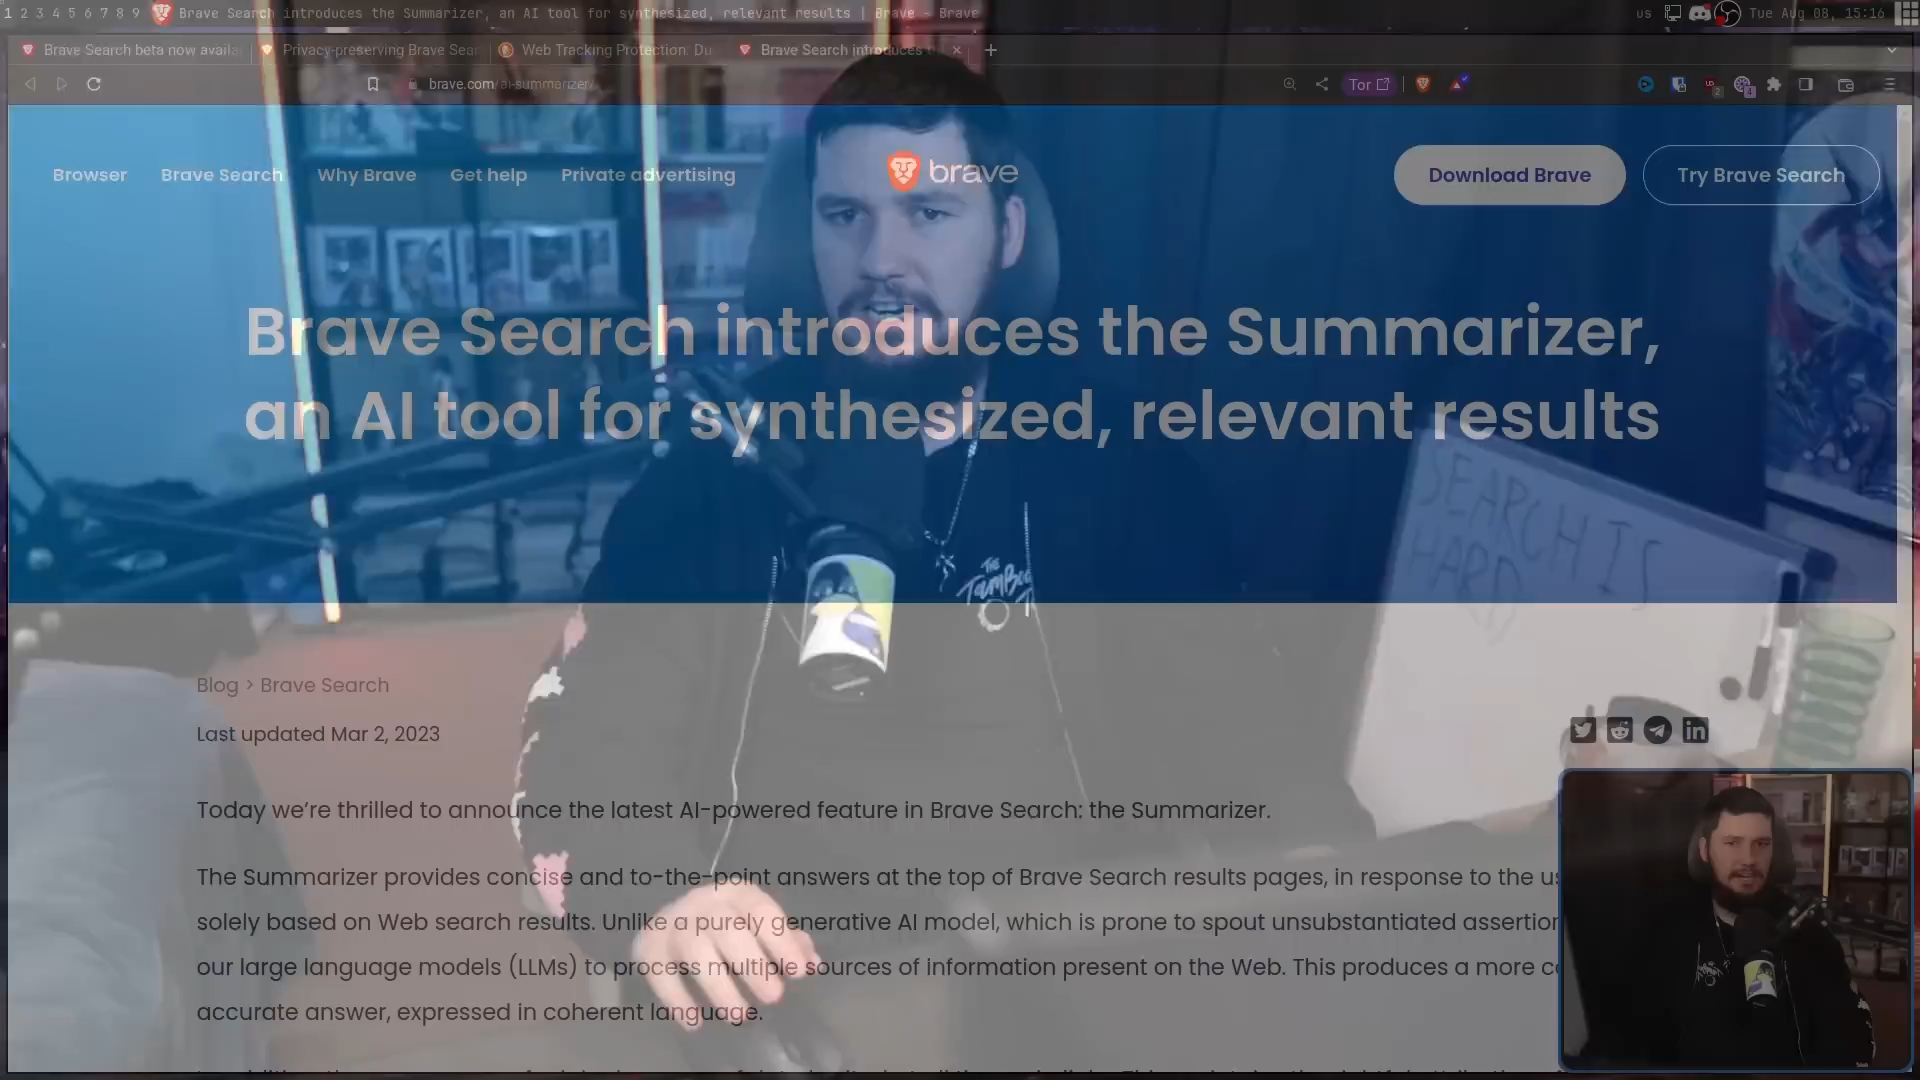 1 2 3 4 5 6 7 8 9 Brave Search introduces the Summarizer, an AI tool for synthesized, relevant results | Brave - Brave
us Tue Aug 08, 15:16
Brave Search beta now availa
Privacy-preserving Brave Sear
Web Tracking Protection: Du
Brave Search introduces
brave.com/ai-summarizer/
Tor
2
4
Browser
Brave Search
Why Brave
Get help
Private advertising
brave
Download Brave
Try Brave Search
Brave Search introduces the Summarizer,
an AI tool for synthesized, relevant results
SEARCH IS
HARD
THE
Blog > Brave Search
Last updated Mar 2, 2023
in
Today we’re thrilled to announce the latest AI-powered feature in Brave Search: the Summarizer.
The Summarizer provides concise and to-the-point answers at the top of Brave Search results pages, in response to the us
solely based on Web search results. Unlike a purely generative AI model, which is prone to spout unsubstantiated assertion
our large language models (LLMs) to process multiple sources of information present on the Web. This produces a more co
accurate answer, expressed in coherent language.